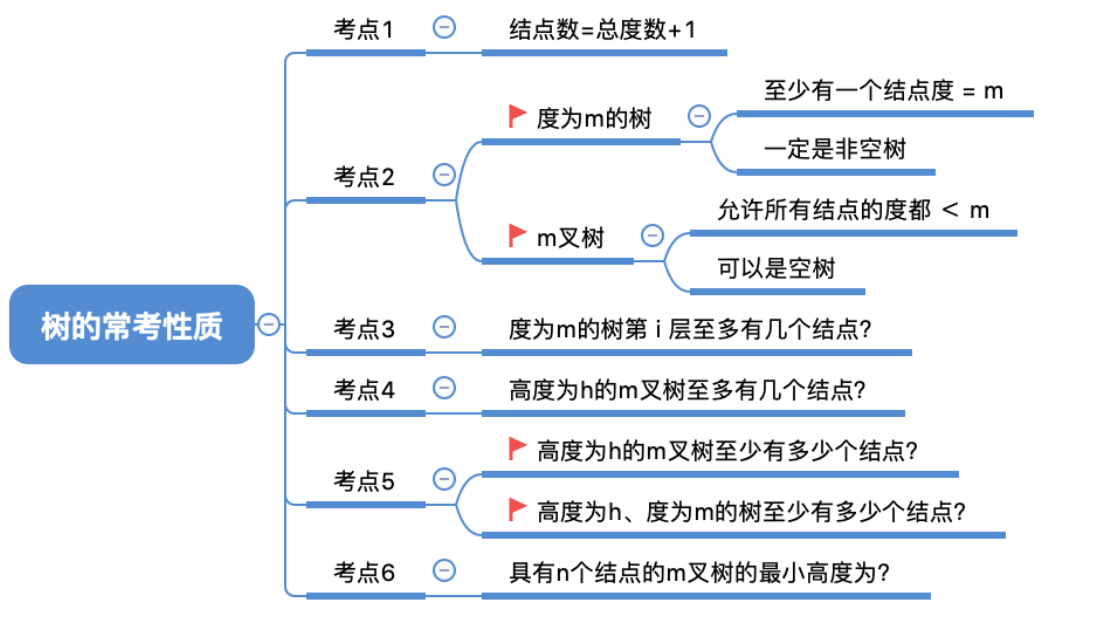 树的常考性质
考点1
结点数=总度数+1
考点2
度为m的树
至少有一个结点度 = m
一定是非空树
m叉树
允许所有结点的度都 < m
可以是空树
考点3
度为m的树第 i 层至多有几个结点?
考点4
高度为h的m叉树至多有几个结点?
考点5
高度为h的m叉树至少有多少个结点?
高度为h、度为m的树至少有多少个结点?
考点6
具有n个结点的m叉树的最小高度为?